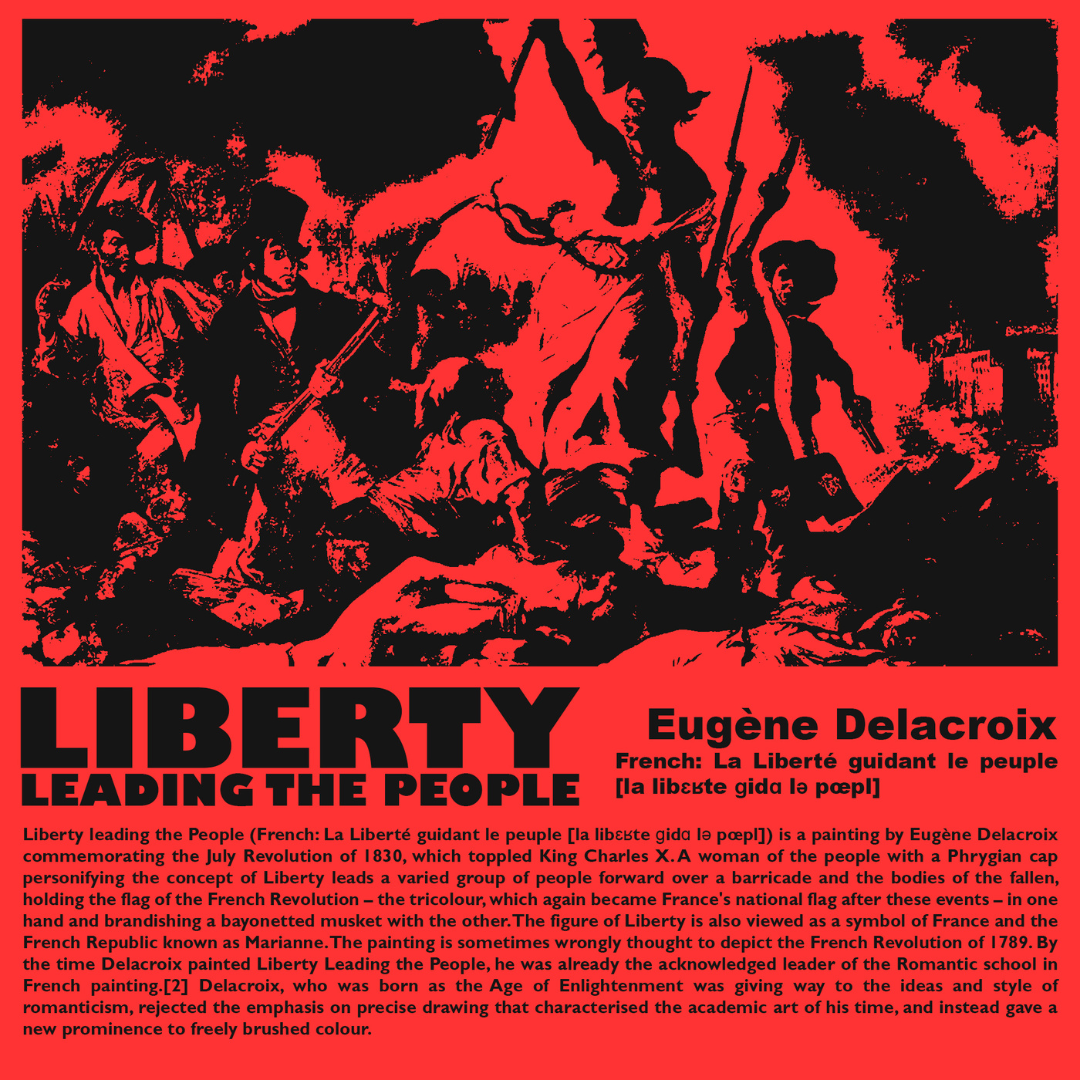 LIBERTY
LEADING THE PEOPLE
Eugène Delacroix
French: La Liberté guidant le peuple
[la libɛʁte ɡidɑ lə pœpl]
Liberty leading the People (French: La Liberté guidant le peuple [la libɛʁte ɡidɑ lə pœpl]) is a painting by Eugène Delacroix
commemorating the July Revolution of 1830, which toppled King Charles X. A woman of the people with a Phrygian cap
personifying the concept of Liberty leads a varied group of people forward over a barricade and the bodies of the fallen,
holding the flag of the French Revolution – the tricolour, which again became France's national flag after these events – in one
hand and brandishing a bayonetted musket with the other. The figure of Liberty is also viewed as a symbol of France and the
French Republic known as Marianne. The painting is sometimes wrongly thought to depict the French Revolution of 1789. By
the time Delacroix painted Liberty Leading the People, he was already the acknowledged leader of the Romantic school in
French painting.[2] Delacroix, who was born as the Age of Enlightenment was giving way to the ideas and style of
romanticism, rejected the emphasis on precise drawing that characterised the academic art of his time, and instead gave a
new prominence to freely brushed colour.